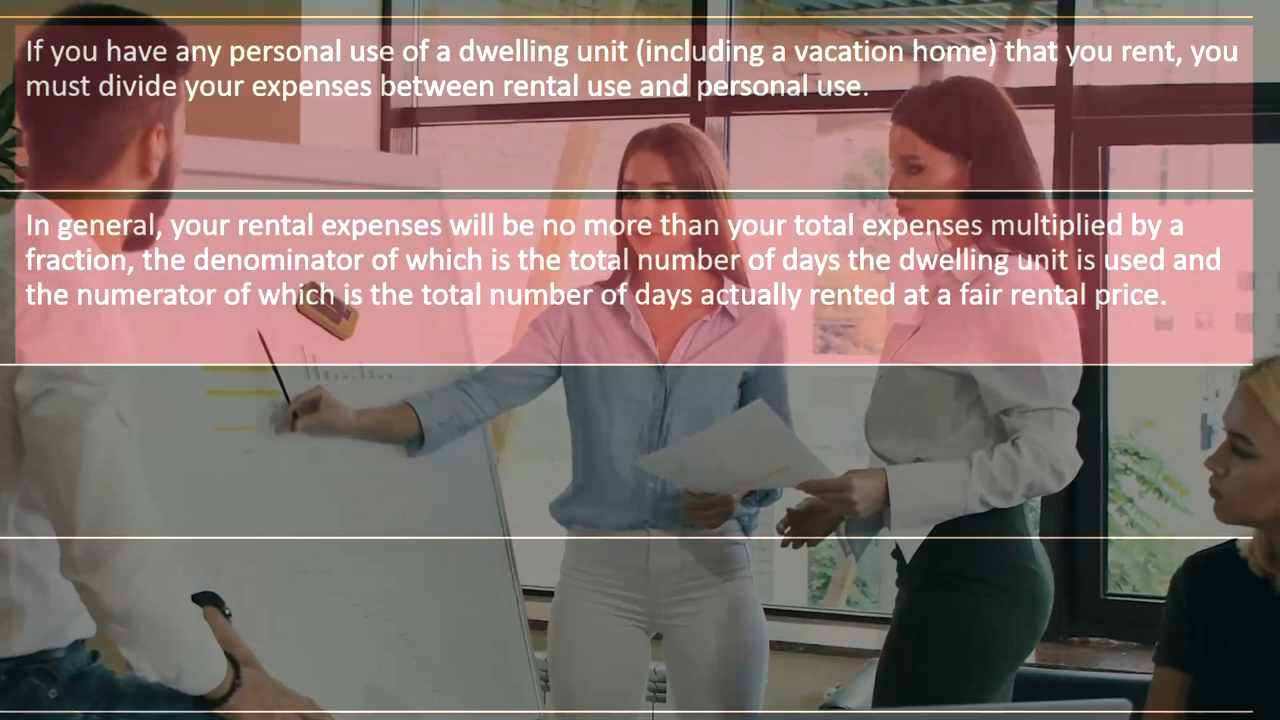 If you have any personal use of a dwelling unit (including a vacation home) that you rent, you
must divide your expenses between rental use and personal use.
In general, your rental expenses will be no more than your total expenses multiplied by a
fraction, the denominator of which is the total number of days the dwelling unit is used and
the numerator of which is the total number of days actually rented at a fair rental price.